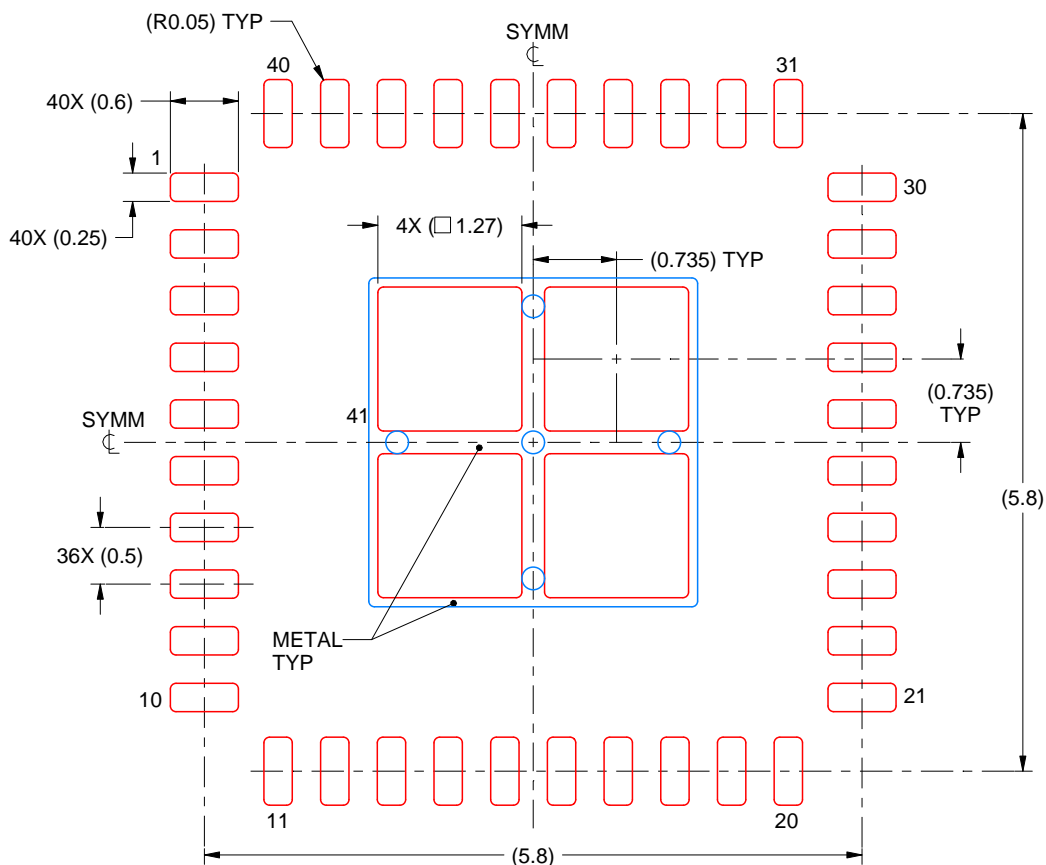 (R0.05) TYP
SYMM
℄
40
31
40X (0.6)
1
30
40X (0.25)
4X (□ 1.27)
(0.735) TYP
41
SYMM
℄
(0.735)
TYP
(5.8)
36X (0.5)
METAL
TYP
10
21
11
20
(5.8)